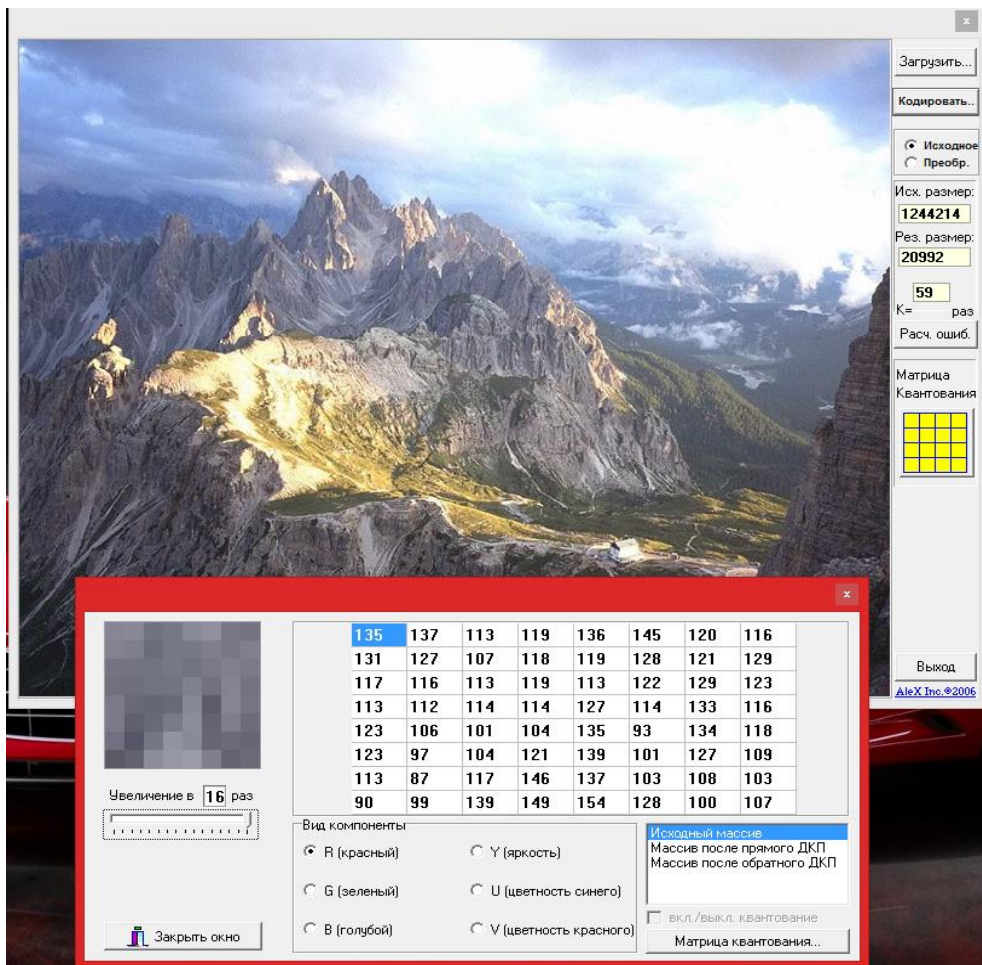 x
Загрузить...
Кодировать..
Исходное
Преобр.
Исх. размер:
1244214
Рез. размер:
20992
59
K= раз
Расч. ошиб.
Матрица
Квантования
Выход
AleX Inc.®2006
x
135 137 113 119 136 145 120 116
131 127 107 118 119 128 121 129
117 116 113 119 113 122 129 123
113 112 114 114 127 114 133 116
123 106 101 104 135 93 134 118
123 97 104 121 139 101 127 109
113 87 117 146 137 103 108 103
90 99 139 149 154 128 100 107
Увеличение в 16 раз
Вид компоненты
R (красный)
Y (яркость)
G (зеленый)
U (цветность синего)
B (голубой)
V (цветность красного)
Исходный массив
Массив после прямого ДКП
Массив после обратного ДКП
вкл./выкл. квантование
Матрица квантования...
Закрыть окно